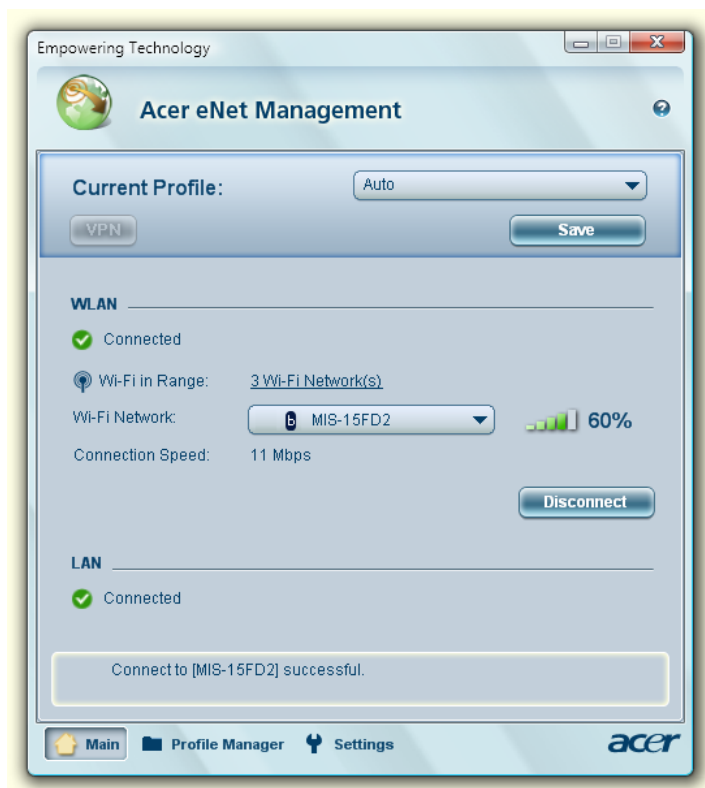 Empowering Technology
Acer eNet Management
Current Profile:
Auto
VPN
Save
WLAN
Connected
Wi-Fi in Range:
3 Wi-Fi Network(s)
Wi-Fi Network:
b MIS-15FD2
60%
Connection Speed:
11 Mbps
Disconnect
LAN
Connected
Connect to [MIS-15FD2] successful.
Main
Profile Manager
Settings
acer